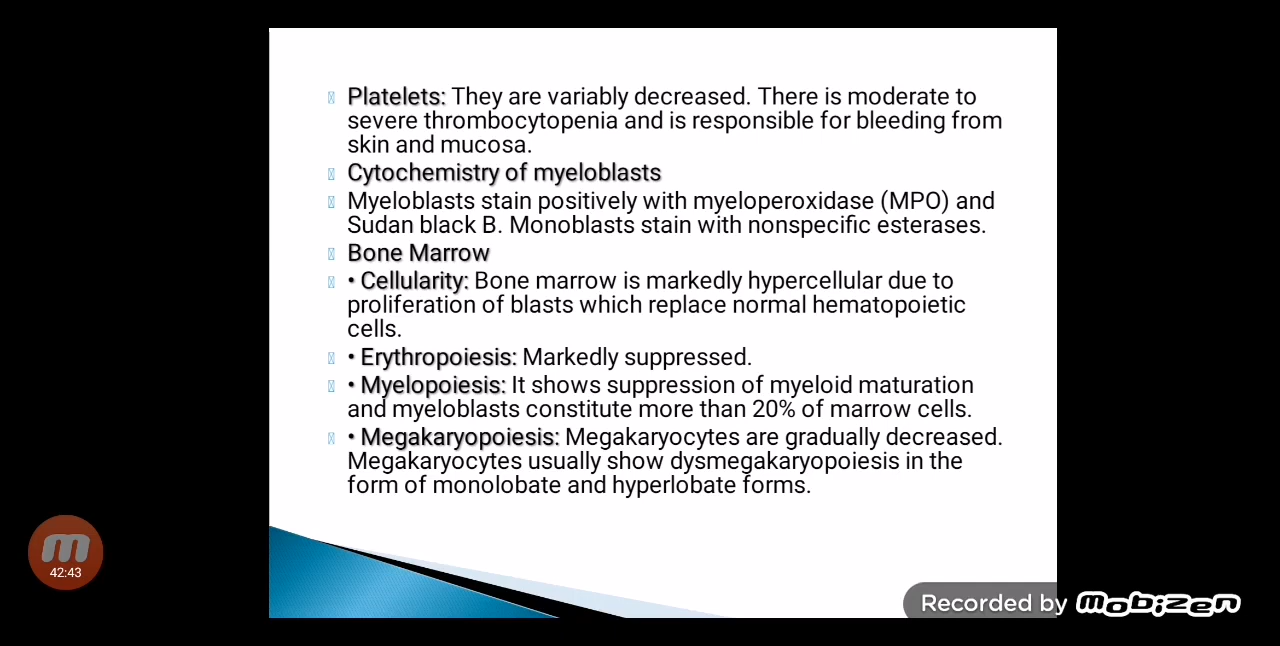 Platelets: They are variably decreased. There is moderate to
severe thrombocytopenia and is responsible for bleeding from
skin and mucosa.
Cytochemistry of myeloblasts
Myeloblasts stain positively with myeloperoxidase (MPO) and
Sudan black B. Monoblasts stain with nonspecific esterases.
Bone Marrow
• Cellularity: Bone marrow is markedly hypercellular due to
proliferation of blasts which replace normal hematopoietic
cells.
• Erythropoiesis: Markedly suppressed.
• Myelopoiesis: It shows suppression of myeloid maturation
and myeloblasts constitute more than 20% of marrow cells.
• Megakaryopoiesis: Megakaryocytes are gradually decreased.
Megakaryocytes usually show dysmegakaryopoiesis in the
form of monolobate and hyperlobate forms.
m
42:43
Recorded by mobizen